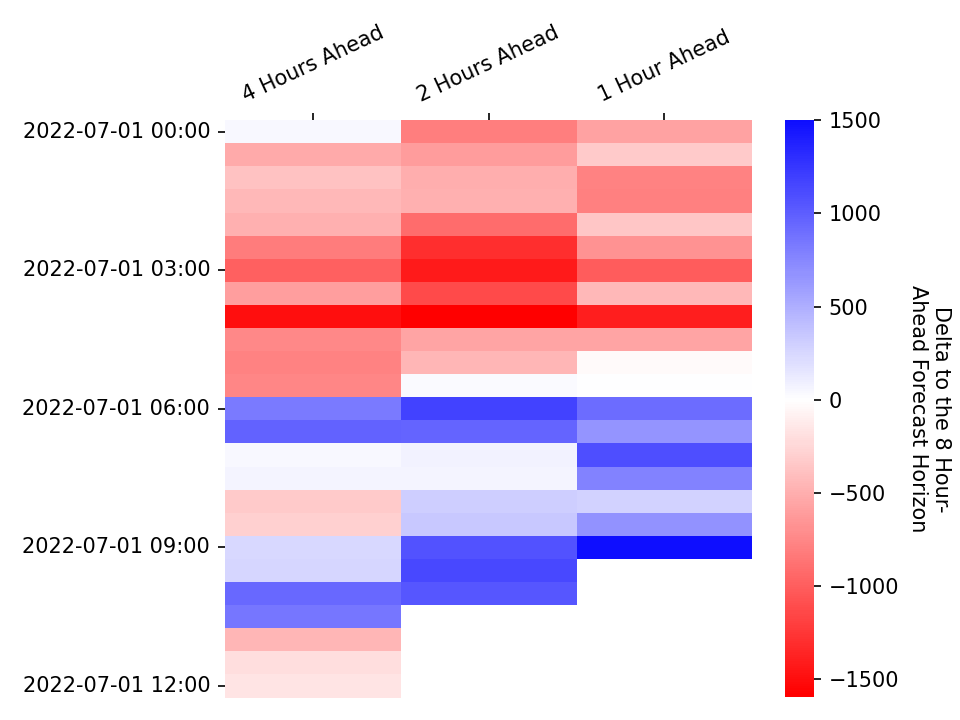 4 Hours Ahead
2 Hours Ahead
1 Hour Ahead
2022-07-01 00:00
2022-07-01 03:00
2022-07-01 06:00
2022-07-01 09:00
2022-07-01 12:00
1500
1000
500
0
−500
−1000
−1500
Delta to the 8 Hour-
Ahead Forecast Horizon